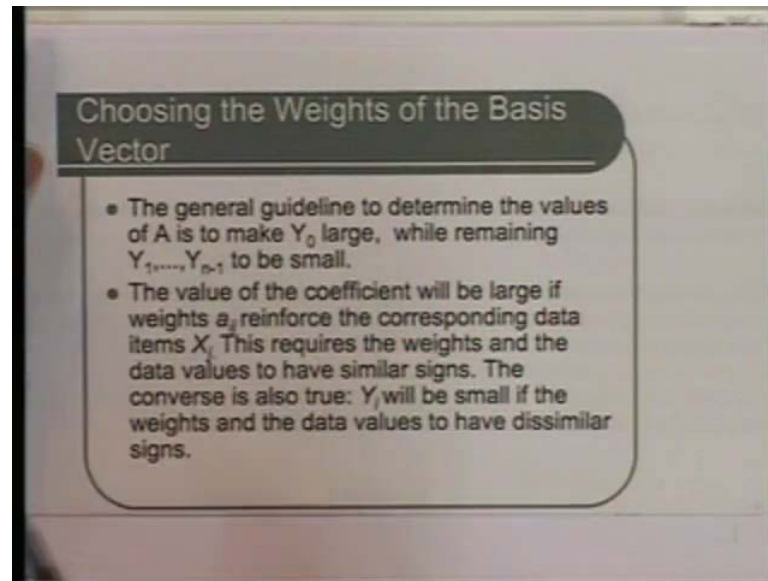 Choosing the Weights of the Basis
Vector
• The general guideline to determine the values
of A is to make Y₀ large, while remaining
Y₁,...,Yₙ₋₁ to be small.
• The value of the coefficient will be large if
weights aᵢⱼ reinforce the corresponding data
items Xⱼ. This requires the weights and the
data values to have similar signs. The
converse is also true: Yᵢ will be small if the
weights and the data values to have dissimilar
signs.